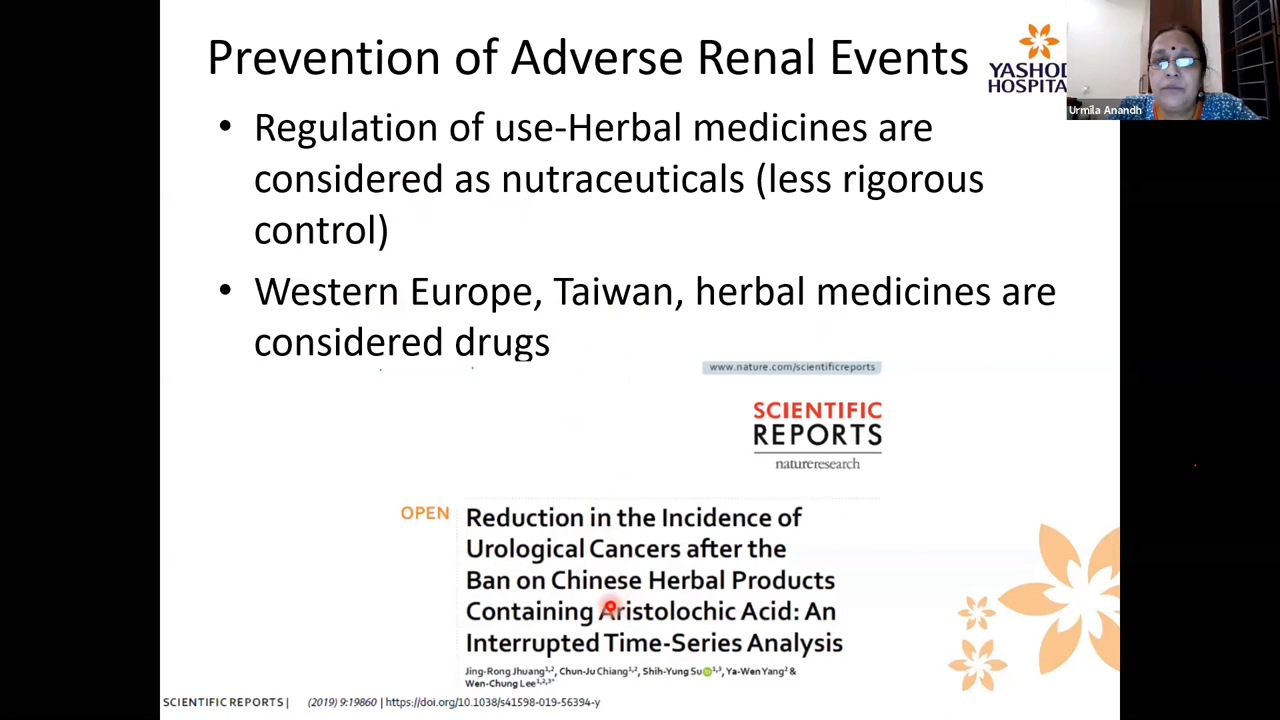 Prevention of Adverse Renal Events
YASHOD
HOSPITA
Urmila Anandh
• Regulation of use-Herbal medicines are
considered as nutraceuticals (less rigorous
control)
• Western Europe, Taiwan, herbal medicines are
considered drugs
www.nature.com/scientificreports
SCIENTIFIC
REPORTS
natureresearch
OPEN
Reduction in the Incidence of
Urological Cancers after the
Ban on Chinese Herbal Products
Containing Aristolochic Acid: An
Interrupted Time-Series Analysis
Jing-Rong Jhuang1,2, Chun-Ju Chiang1,2, Shih-Yung Su1,3, Ya-Wen Yang2 &
Wen-Chung Lee1,2,3*
SCIENTIFIC REPORTS | (2019) 9:19860 | https://doi.org/10.1038/s41598-019-56394-y